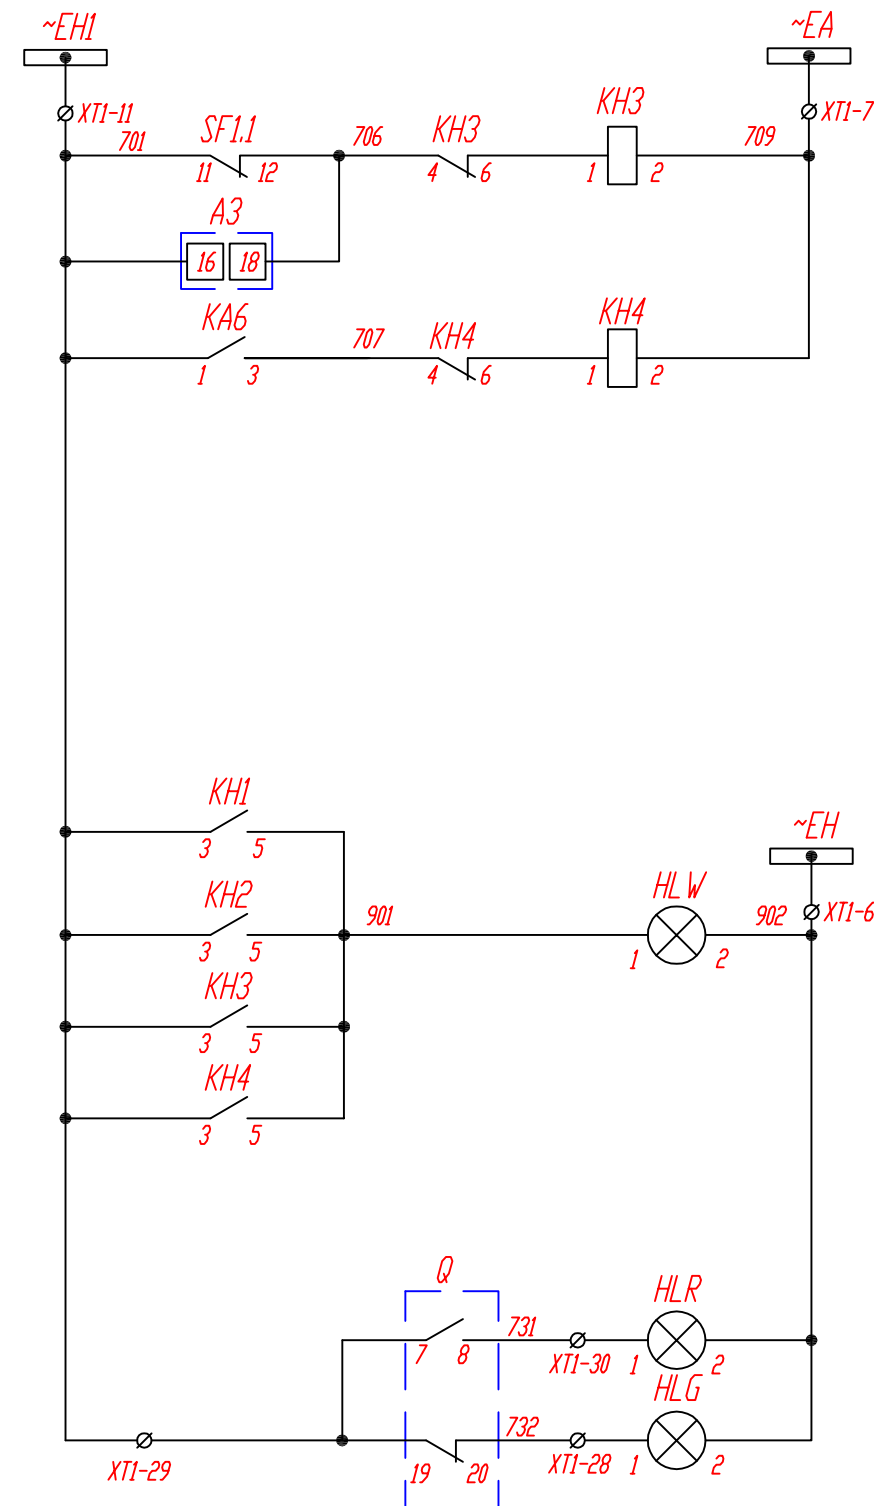 ~EH1
~EA
XT1-11
XT1-7
701
SF1.1
706
KH3
KH3
709
11
12
4
6
1
2
A3
16
18
KA6
707
KH4
KH4
1
3
4
6
1
2
KH1
3
5
~EH
KH2
901
HLW
902
XT1-6
3
5
1
2
KH3
3
5
KH4
3
5
Q
HLR
731
7
8
XT1-30
1
2
HLG
732
XT1-29
19
20
XT1-28
1
2